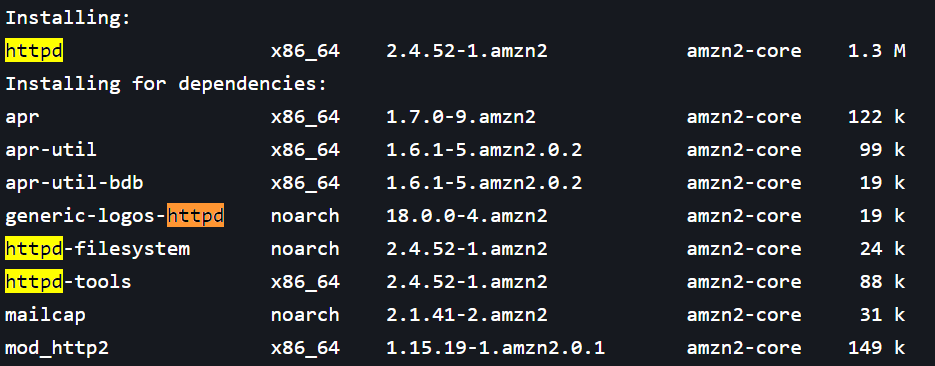 Installing:
httpd x86_64 2.4.52-1.amzn2 amzn2-core 1.3 M
Installing for dependencies:
apr x86_64 1.7.0-9.amzn2 amzn2-core 122 k
apr-util x86_64 1.6.1-5.amzn2.0.2 amzn2-core 99 k
apr-util-bdb x86_64 1.6.1-5.amzn2.0.2 amzn2-core 19 k
generic-logos-httpd noarch 18.0.0-4.amzn2 amzn2-core 19 k
httpd-filesystem noarch 2.4.52-1.amzn2 amzn2-core 24 k
httpd-tools x86_64 2.4.52-1.amzn2 amzn2-core 88 k
mailcap noarch 2.1.41-2.amzn2 amzn2-core 31 k
mod_http2 x86_64 1.15.19-1.amzn2.0.1 amzn2-core 149 k